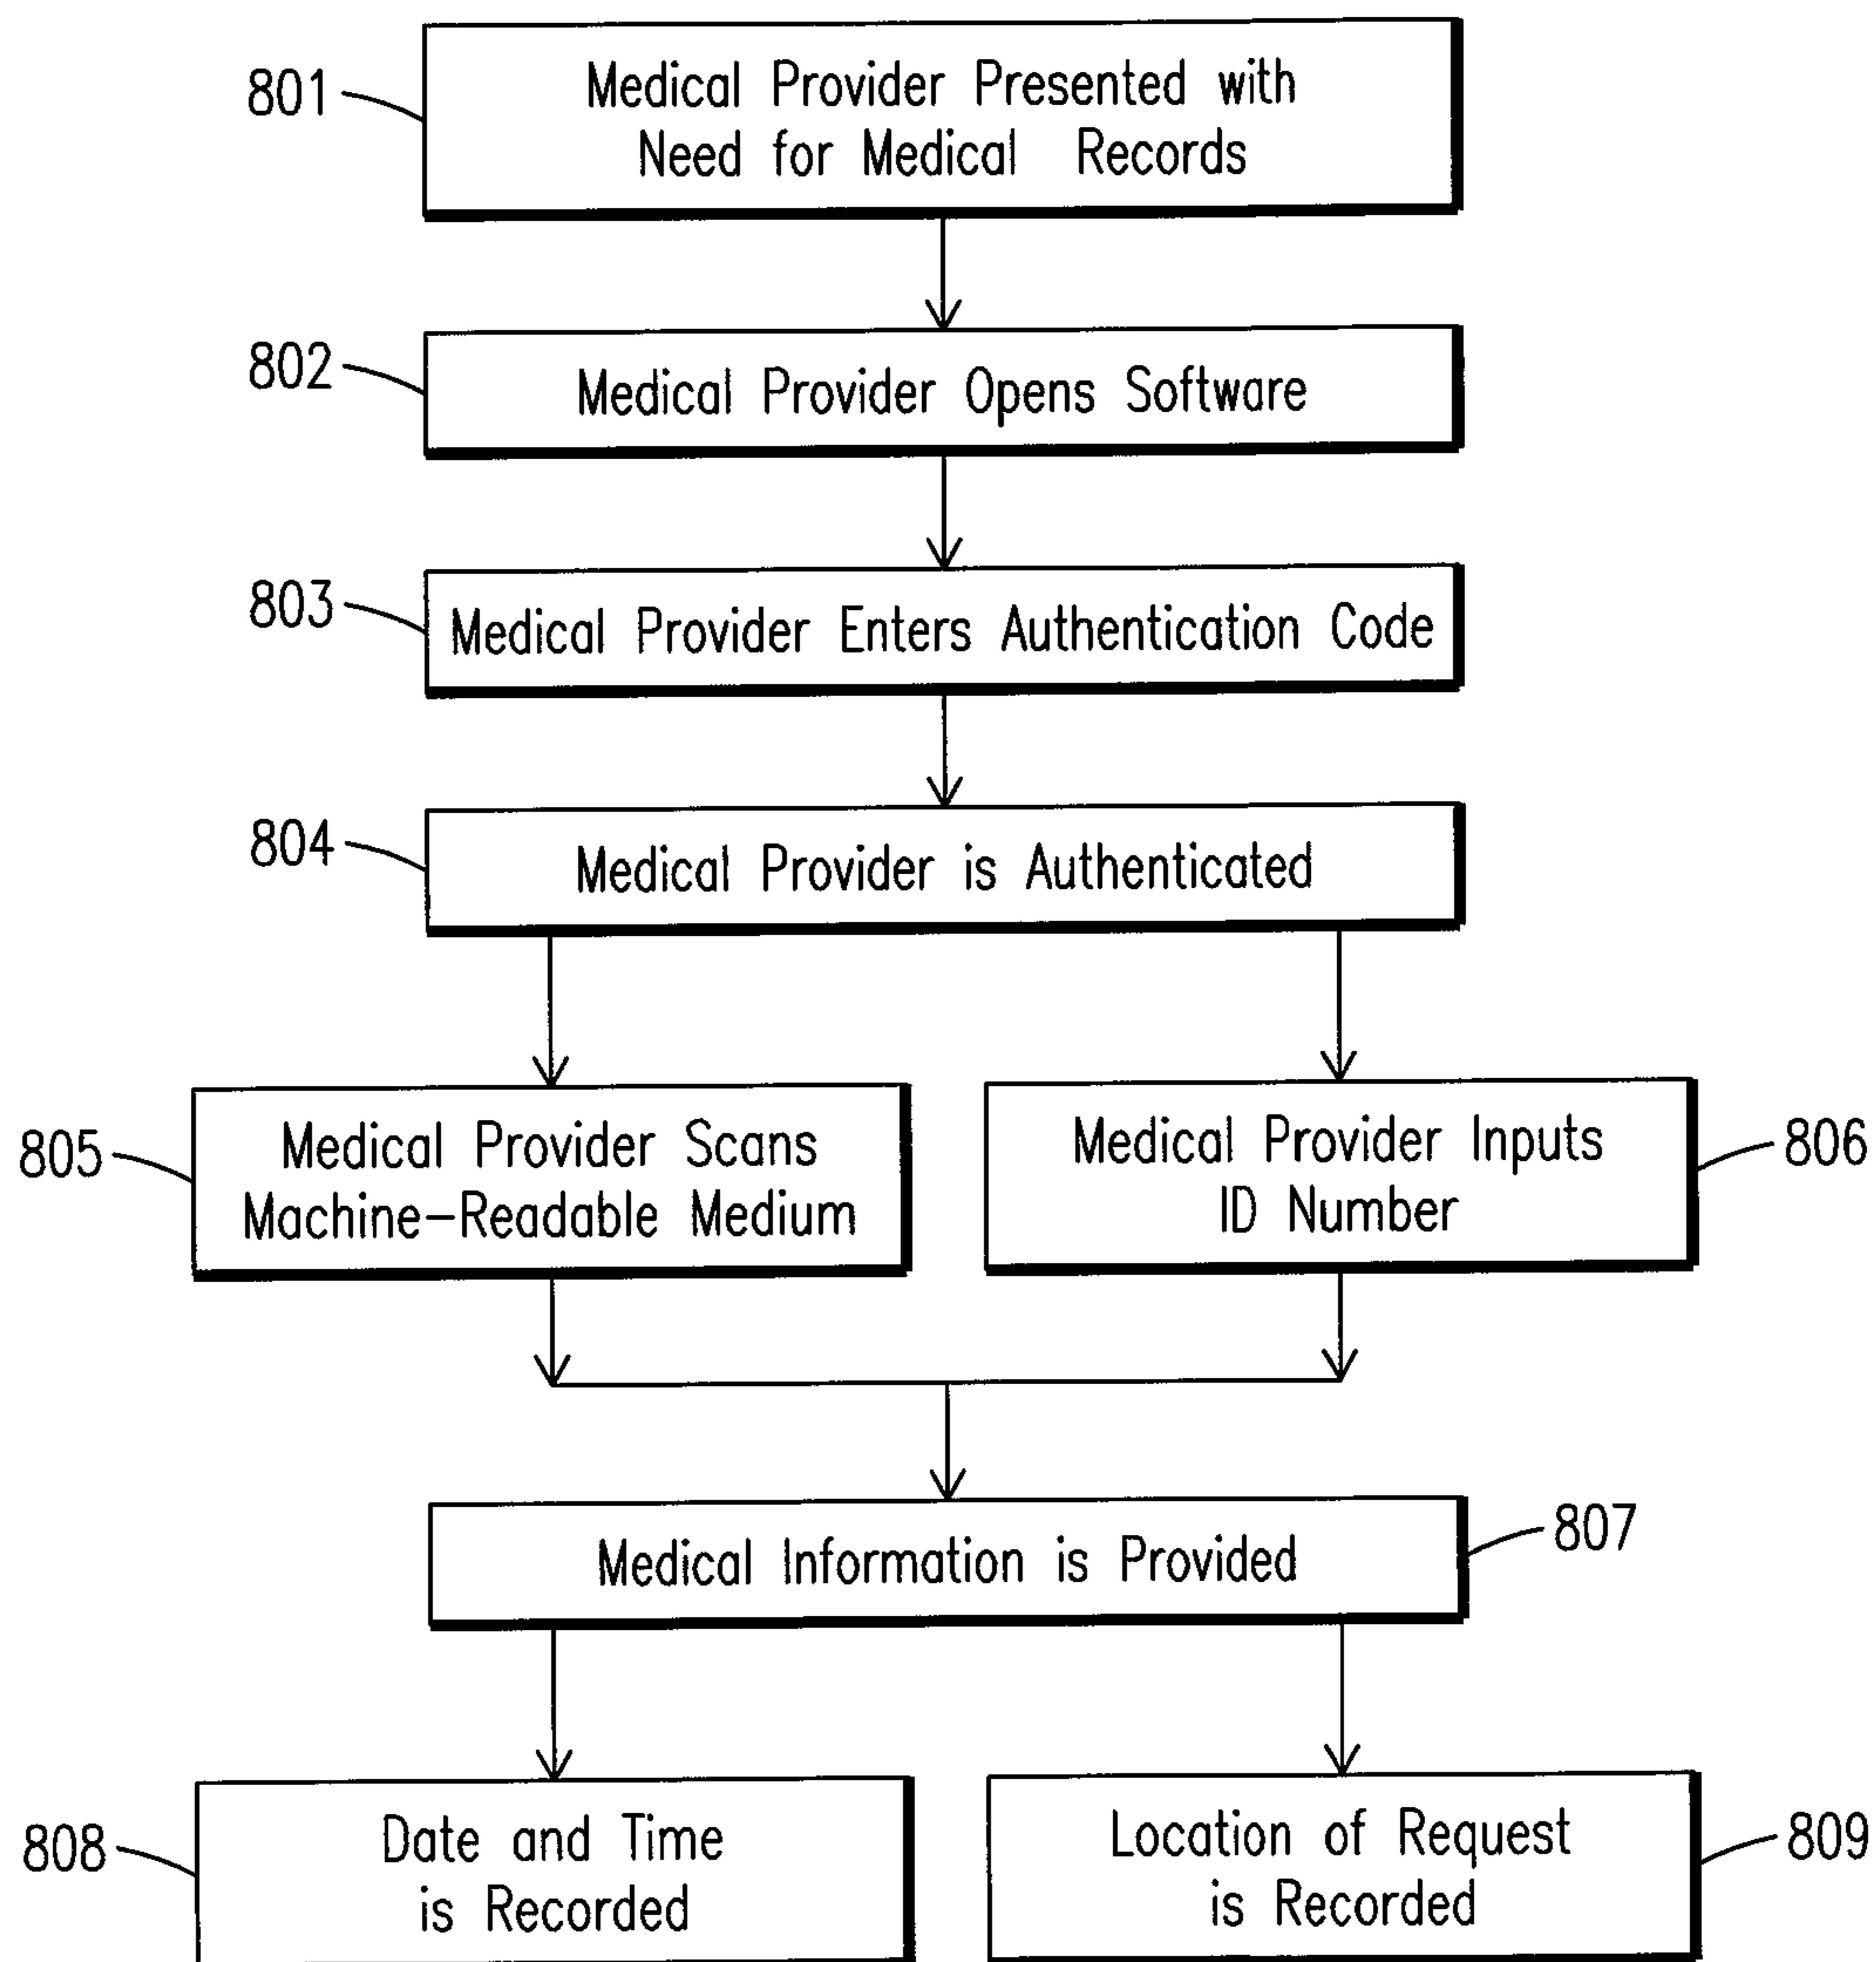 801
Medical Provider Presented with
Need for Medical Records
802
Medical Provider Opens Software
803
Medical Provider Enters Authentication Code
804
Medical Provider is Authenticated
805
Medical Provider Scans
Machine-Readable Medium
Medical Provider Inputs
ID Number
806
Medical Information is Provided
807
808
Date and Time
is Recorded
Location of Request
is Recorded
809